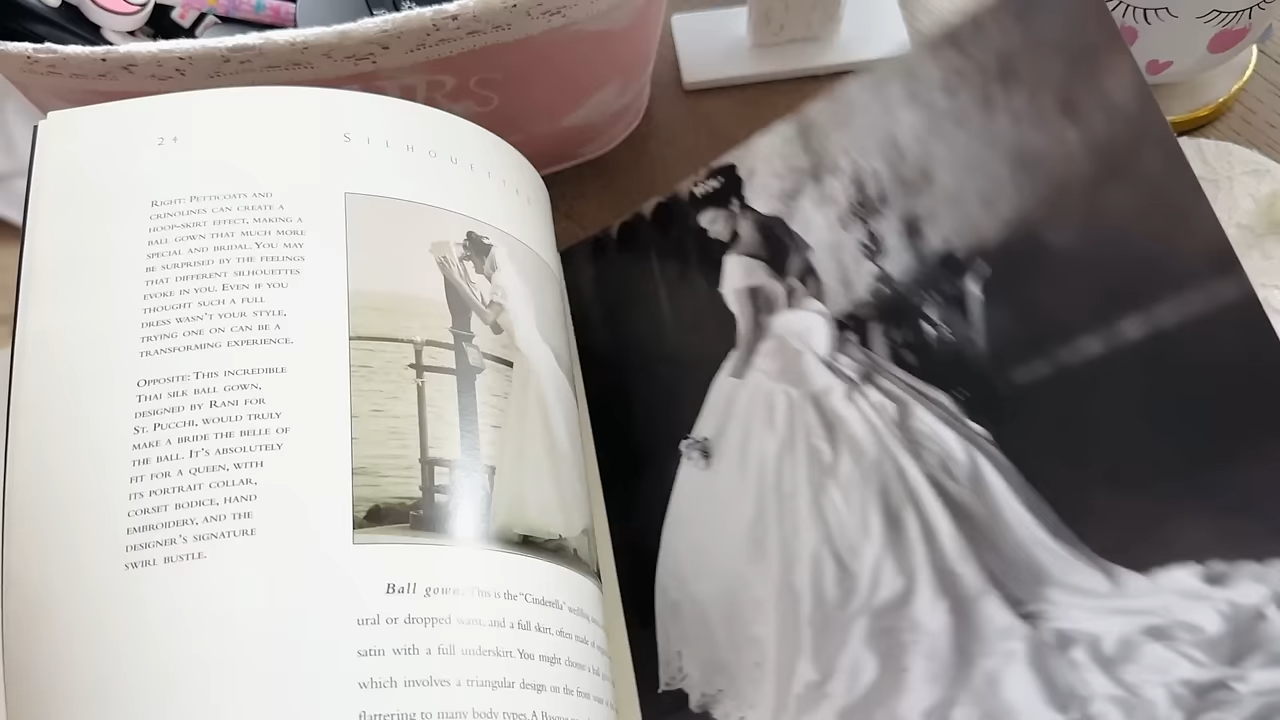 24
SILHOUETTE
RIGHT: PETTICOATS AND
CRINOLINES CAN CREATE A
HOOP-SKIRT EFFECT, MAKING A
BALL GOWN THAT MUCH MORE
SPECIAL AND BRIDAL. YOU MAY
BE SURPRISED BY THE FEELINGS
THAT DIFFERENT SILHOUETTES
EVOKE IN YOU. EVEN IF YOU
THOUGHT SUCH A FULL
DRESS WASN'T YOUR STYLE,
TRYING ONE ON CAN BE A
TRANSFORMING EXPERIENCE.
OPPOSITE: THIS INCREDIBLE
THAI SILK BALL GOWN,
DESIGNED BY RANI FOR
ST. PUCCHI, WOULD TRULY
MAKE A BRIDE THE BELLE OF
THE BALL. IT'S ABSOLUTELY
FIT FOR A QUEEN, WITH
ITS PORTRAIT COLLAR,
CORSET BODICE, HAND
EMBROIDERY, AND THE
DESIGNER'S SIGNATURE
SWIRL BUSTLE.
Ball gown. This is the "Cinderella"
ural or dropped waist, and a full skirt, often made of
satin with a full underskirt. You might choose a ball
which involves a triangular design on the front
flattering to many body types. A Basque